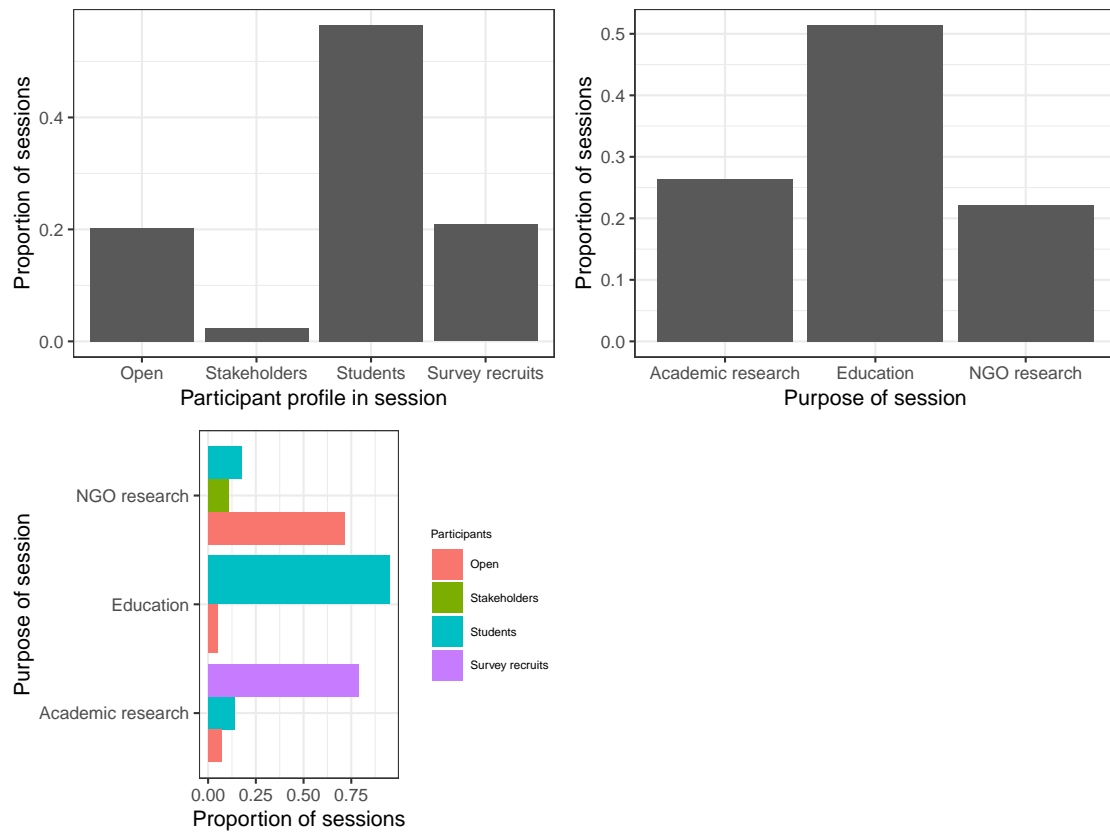 Proportion of sessions
0.4
0.2
0.0
Open Stakeholders Students Survey recruits
Participant profile in session
Proportion of sessions
0.5
0.4
0.3
0.2
0.1
0.0
Academic research Education NGO research
Purpose of session
Purpose of session
NGO research
Education
Academic research
0.00 0.25 0.50 0.75
Proportion of sessions
Participants
Open
Stakeholders
Students
Survey recruits